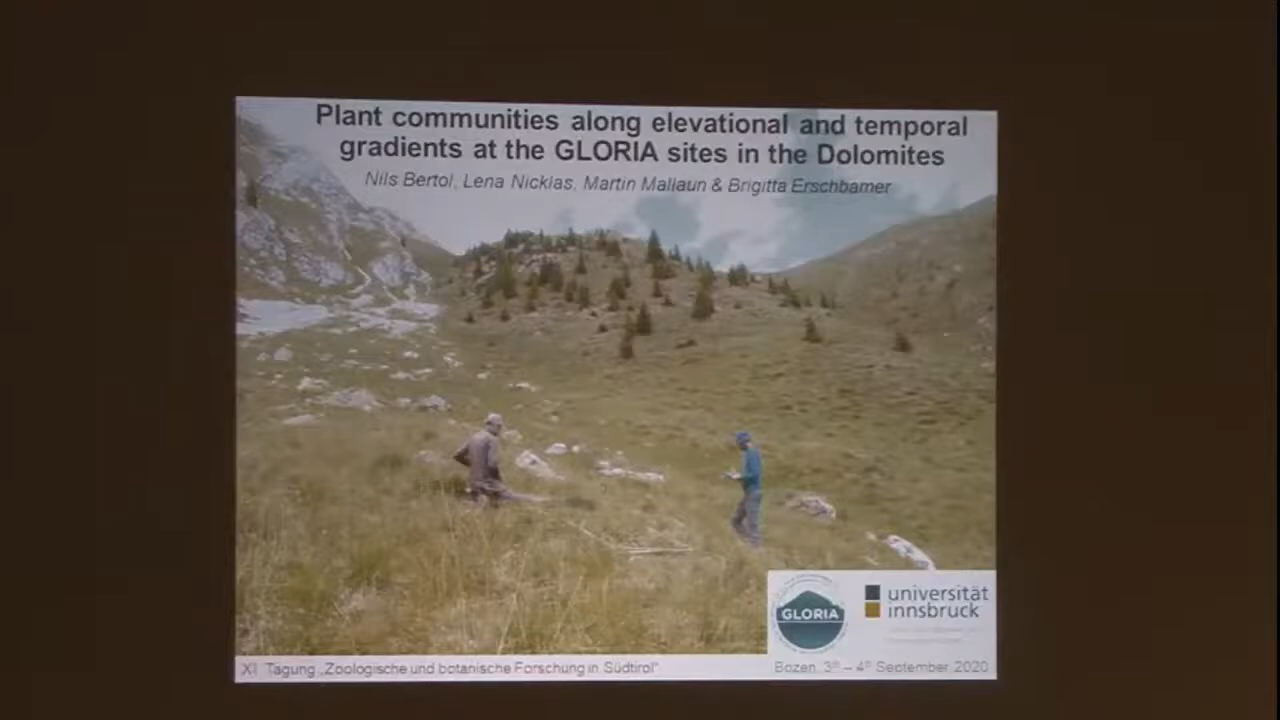 Plant communities along elevational and temporal
gradients at the GLORIA sites in the Dolomites
Nils Bertol, Lena Nicklas, Martin Mallaun & Brigitta Erschbamer
GLORIA
universität
innsbruck
XI Tagung „Zoologische und botanische Forschung in Südtirol“
Bozen, 3th – 4th September 2020